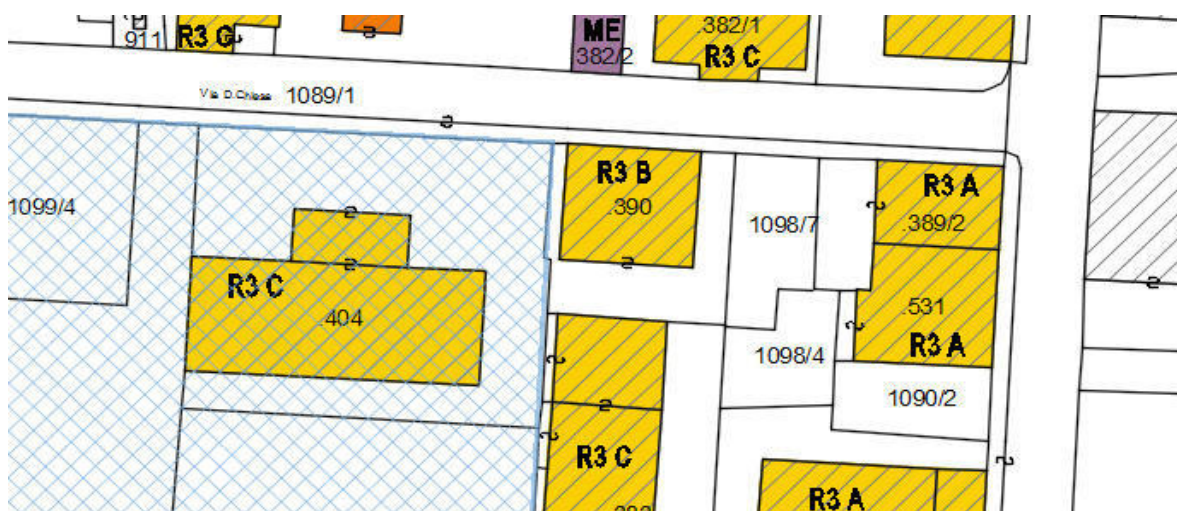 911
R3 C
ME
382/2
.382/1
R3 C
Via D.Chiesa
1089/1
1099/4
R3 B
.390
1098/7
R3 A
.389/2
R3 C
.404
.531
R3 A
1098/4
1090/2
R3 C
R3 A